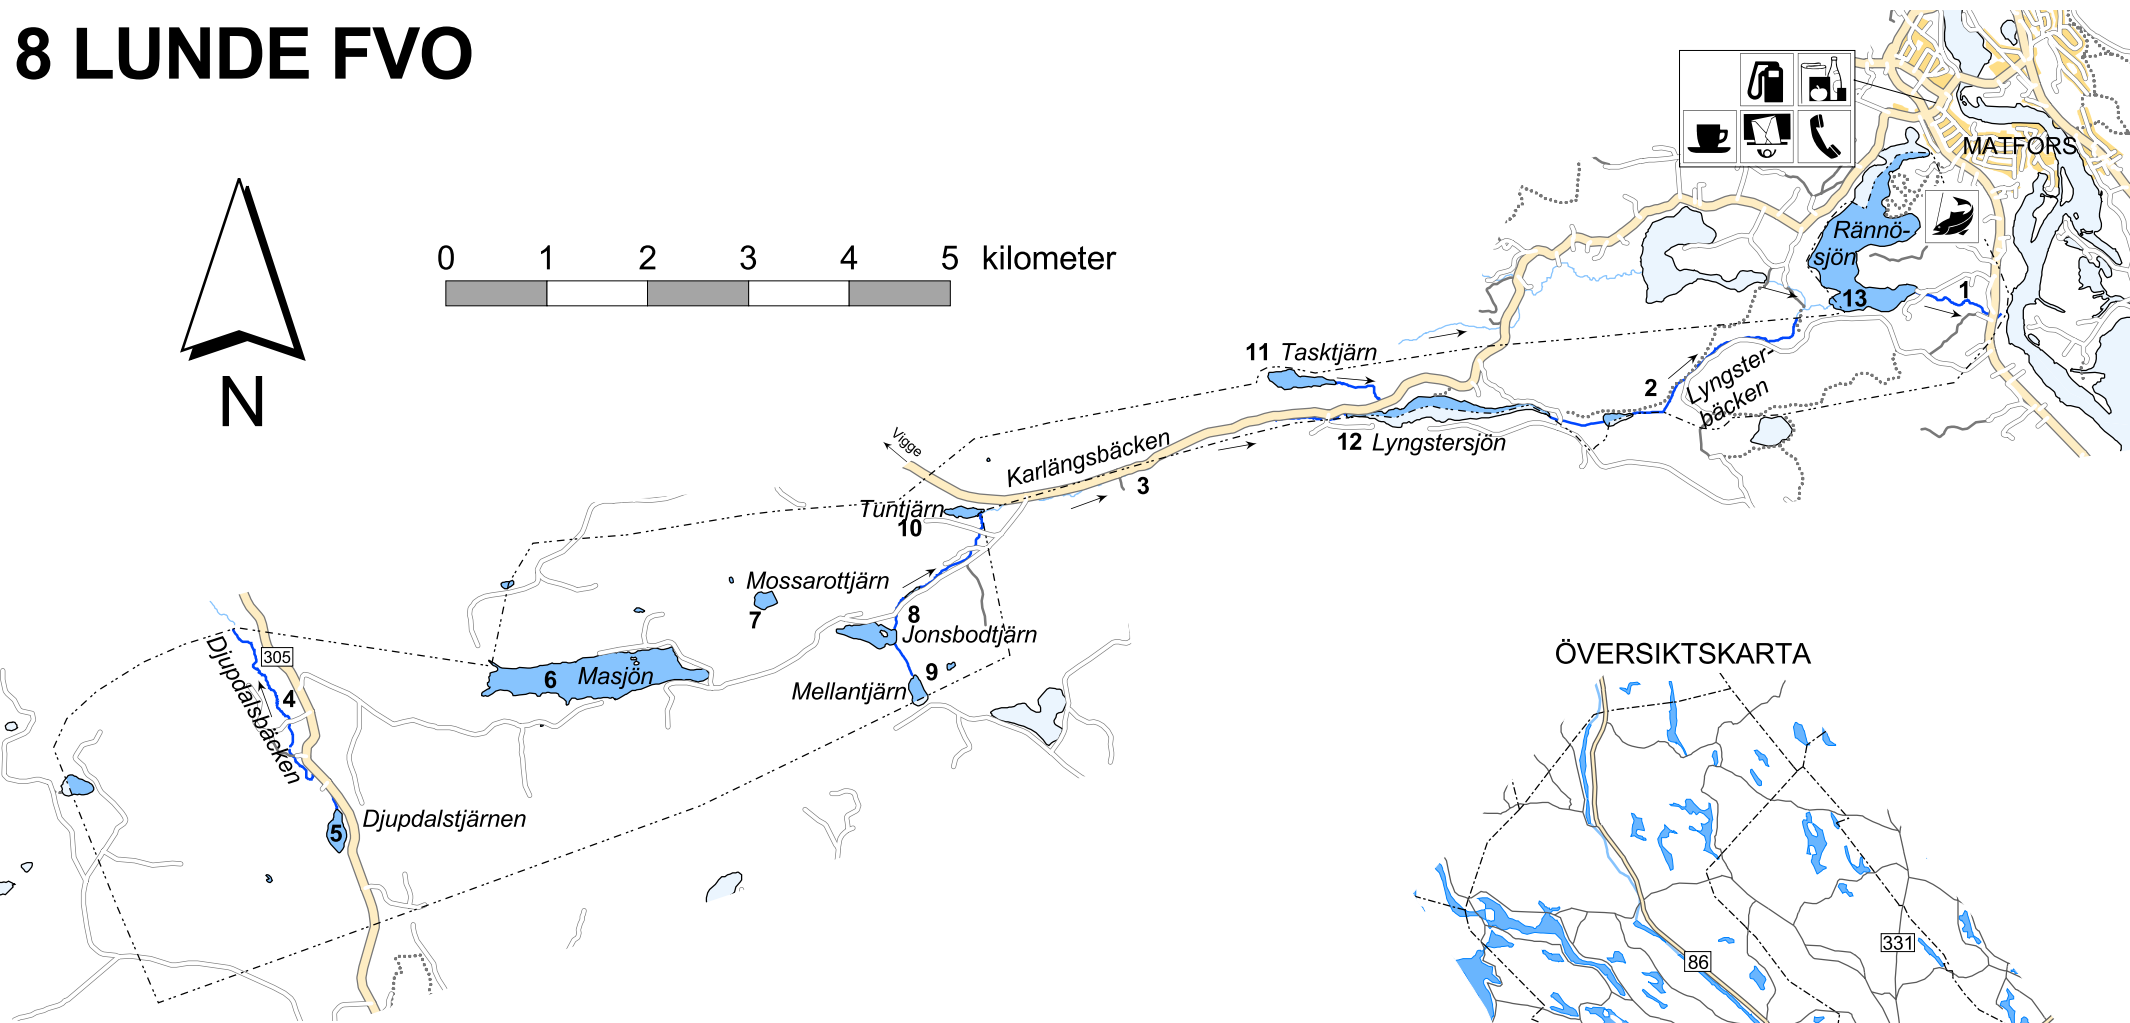 8 LUNDE FVO
0 1 2 3 4 5 kilometer
N
MATFORS
Rännö-
sjön
13
1
11 Tasktjärn
2
Lyngster-
bäcken
12 Lyngstersjön
Vigge
Karlängsbäcken
3
Tuntjärn
10
Mossarottjärn
7
8
Jonsbodtjärn
9
Mellantjärn
6 Masjön
305
4
Djupdalsbäcken
5
Djupdalstjärnen
ÖVERSIKTSKARTA
331
86